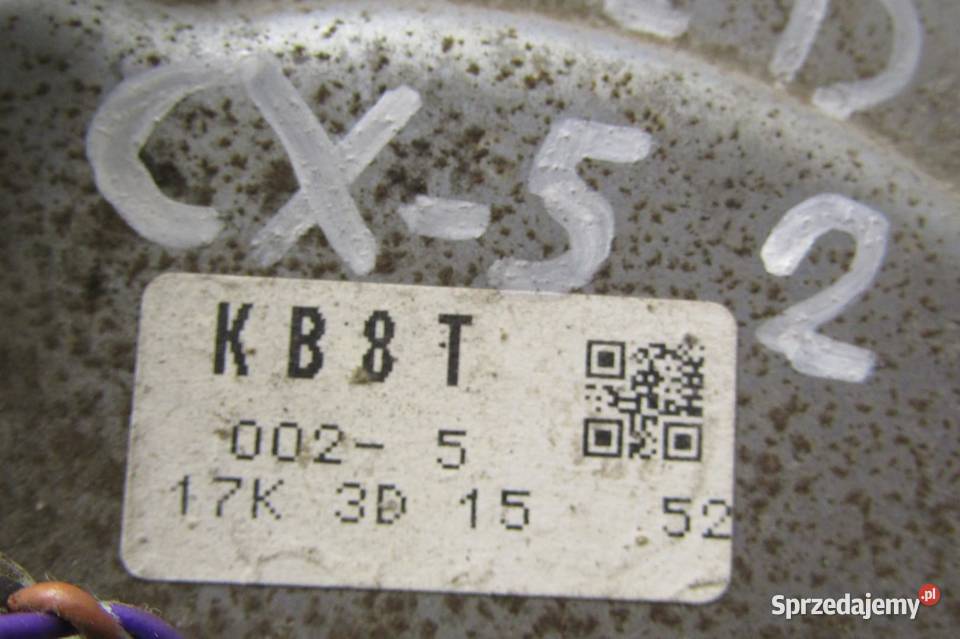 CX-5 2
KB8T
002- 5
17K 3D 15 52
Sprzedajemy.pl